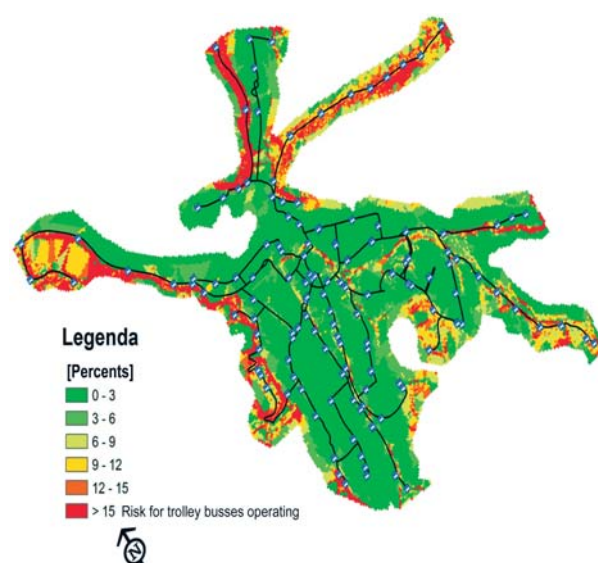 Legenda
[Percents]
0 - 3
3 - 6
6 - 9
9 - 12
12 - 15
> 15 Risk for trolley busses operating
N